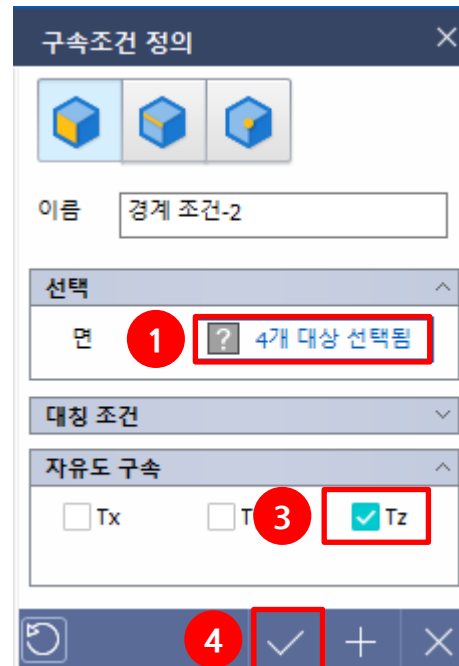 구속조건 정의
이름 경계 조건-2
선택
면 1 ? 4개 대상 선택됨
대칭 조건
자유도 구속
Tx T 3 Tz
4